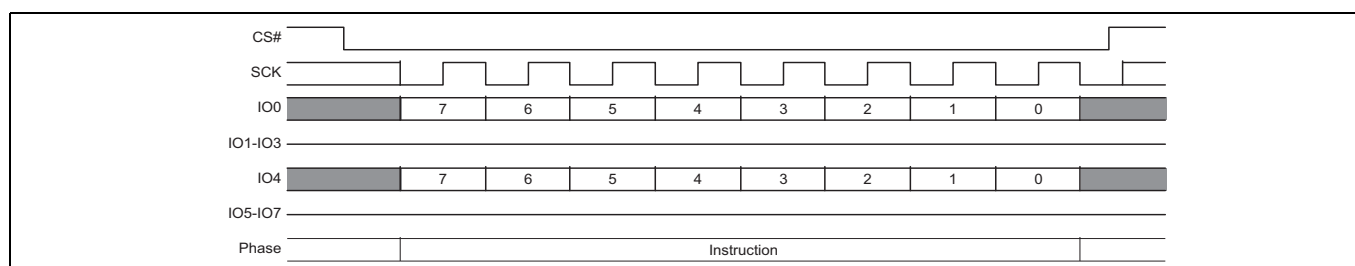 CS#
SCK
IO0 7 6 5 4 3 2 1 0
IO1-IO3
IO4 7 6 5 4 3 2 1 0
IO5-IO7
Phase Instruction